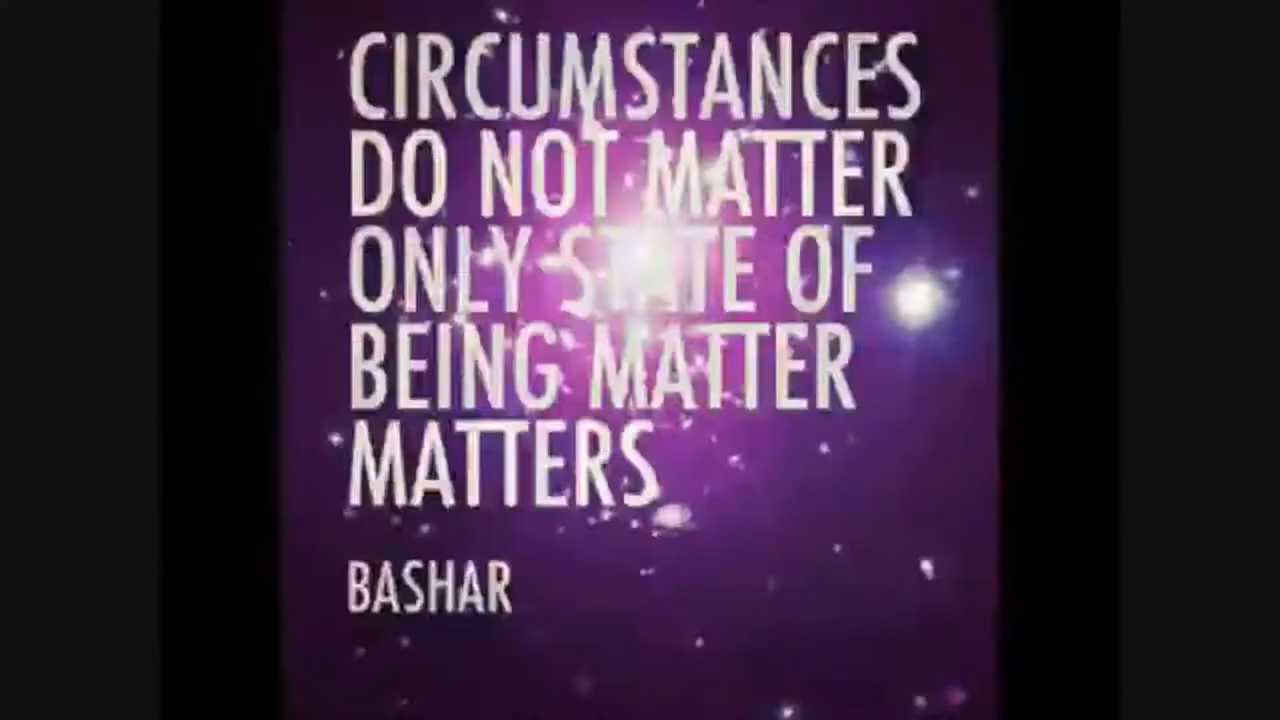 CIRCUMSTANCES
DO NOT MATTER
ONLY STATE OF
BEING MATTER
MATTERS
BASHAR